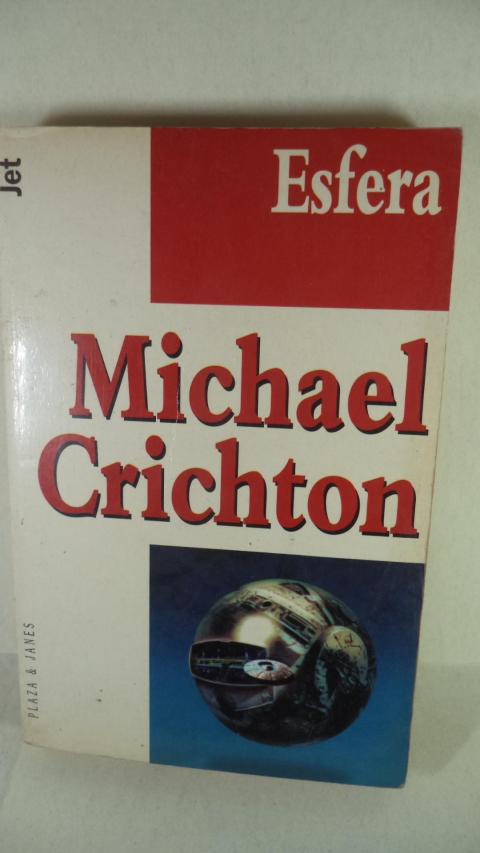 Jet
Esfera
Michael
Crichton
PLAZA & JANES